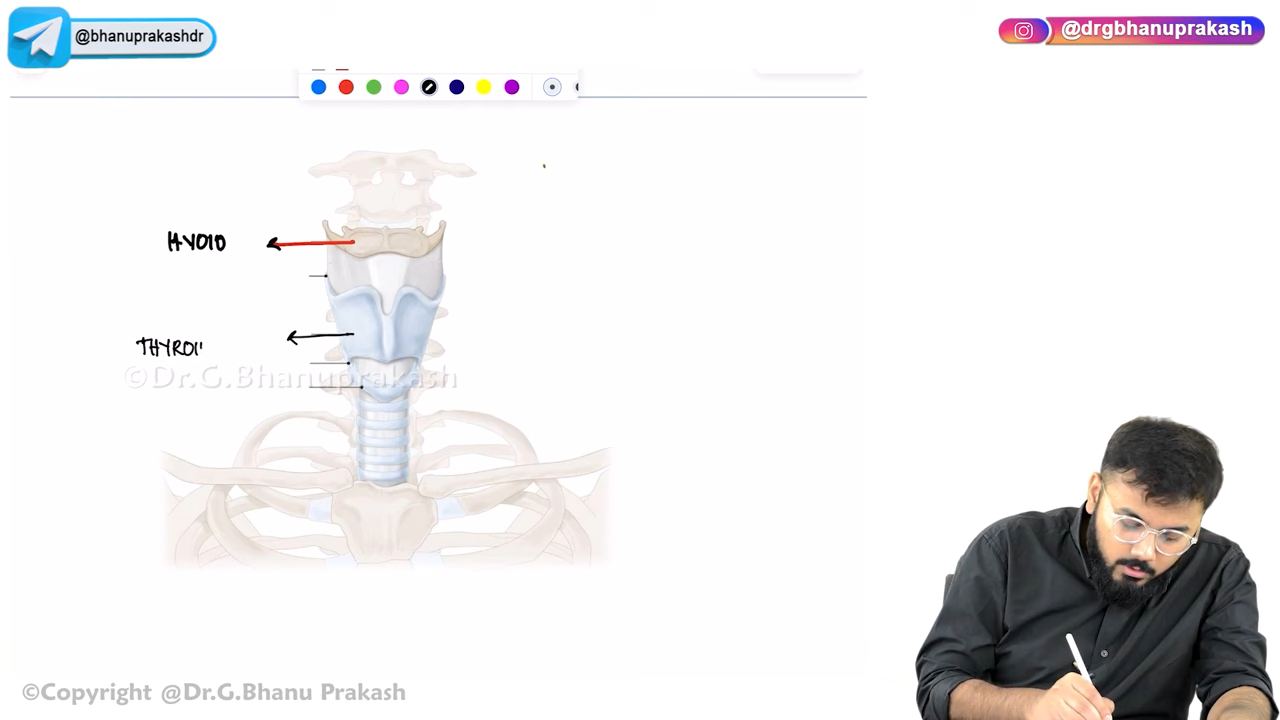 @bhanuprakashdr
@drgbhanuprakash
HYOID
THYROI
©Dr.G.Bhanuprakash
©Copyright @Dr.G.Bhanu Prakash